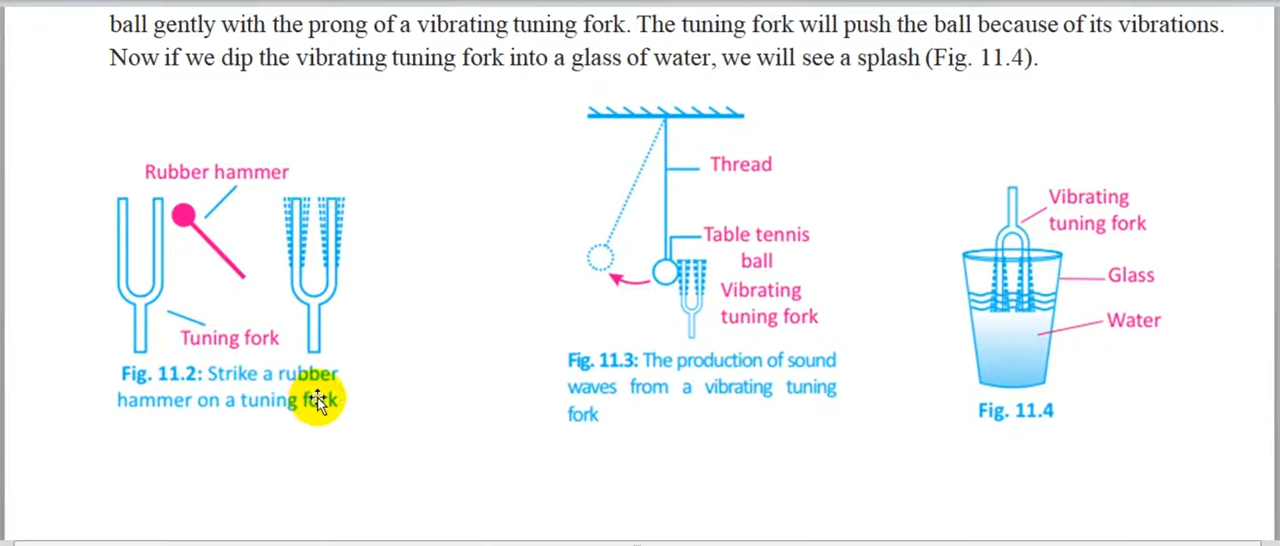 ball gently with the prong of a vibrating tuning fork. The tuning fork will push the ball because of its vibrations.
Now if we dip the vibrating tuning fork into a glass of water, we will see a splash (Fig. 11.4).
Rubber hammer
Tuning fork
Fig. 11.2: Strike a rubber
hammer on a tuning fork
Thread
Table tennis
ball
Vibrating
tuning fork
Fig. 11.3: The production of sound
waves from a vibrating tuning
fork
Vibrating
tuning fork
Glass
Water
Fig. 11.4